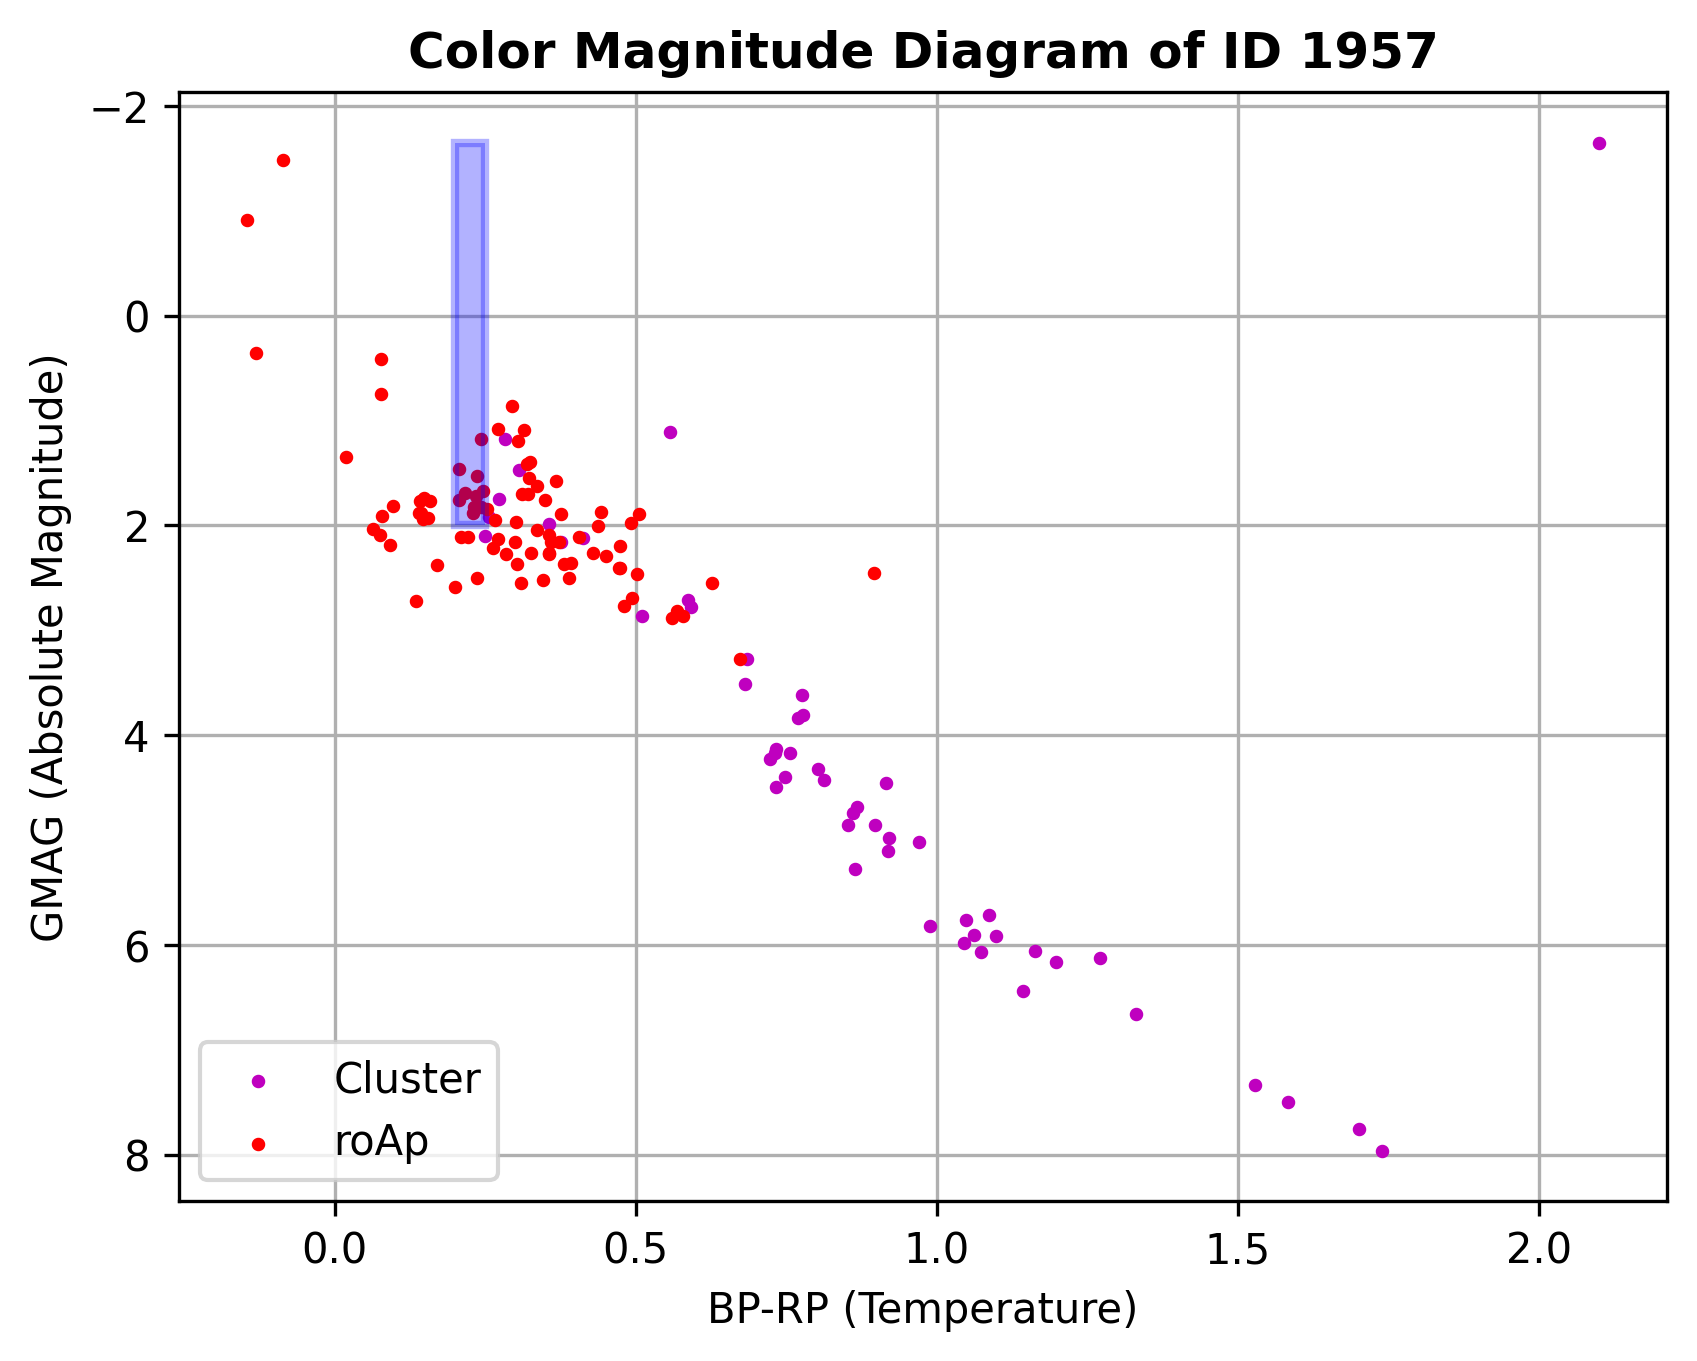 Color Magnitude Diagram of ID 1957
GMAG (Absolute Magnitude)
−2
0
2
4
6
8
Cluster
roAp
0.0 0.5 1.0 1.5 2.0
BP-RP (Temperature)